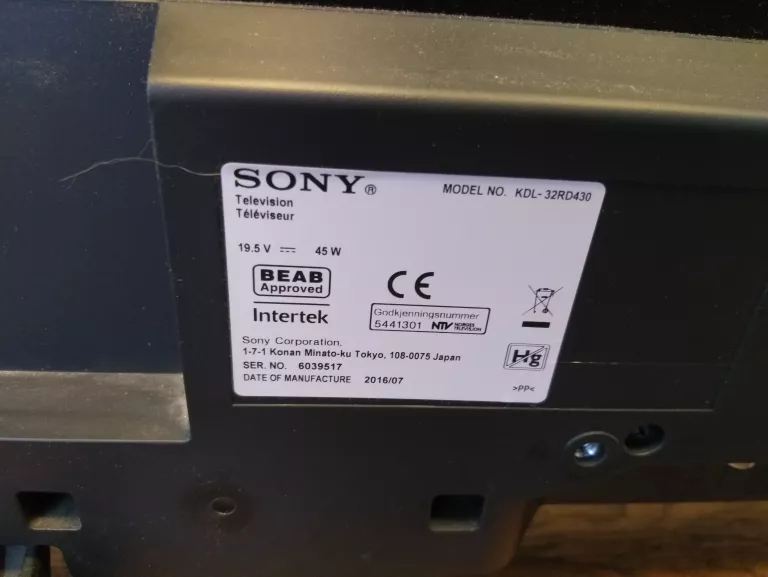 SONY®
MODEL NO. KDL-32RD430
Television
Téléviseur
19.5 V ⎓ 45 W
BEAB
Approved
CE
Intertek
Godkjenningsnummer
5441301 NTV NORGES TELEVISION
Sony Corporation
1-7-1 Konan Minato-ku Tokyo, 108-0075 Japan
SER. NO. 6039517
DATE OF MANUFACTURE 2016/07
Hg
>PP<